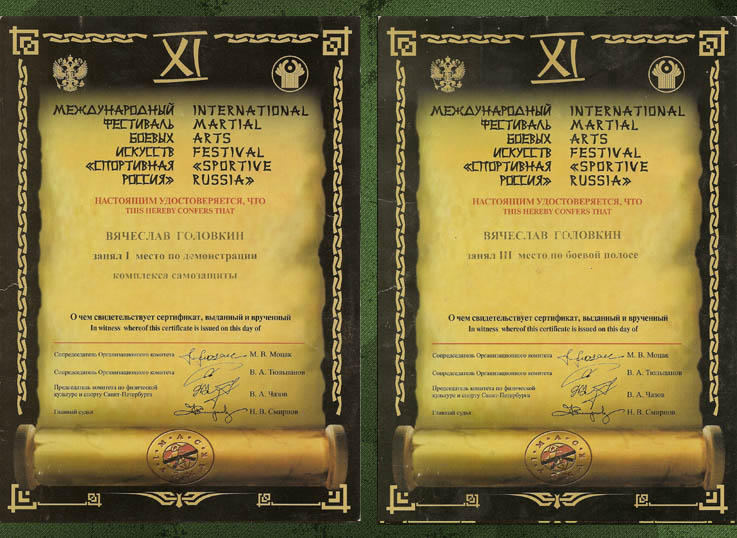 XI
МЕЖДУНАРОДНЫЙ INTERNATIONAL
ФЕСТИВАЛЬ MARTIAL
БОЕВЫХ ARTS
ИСКУССТВ FESTIVAL
«СПОРТИВНАЯ «SPORTIVE
РОССИЯ» RUSSIA»
НАСТОЯЩИМ УДОСТОВЕРЯЕТСЯ, ЧТО
THIS HEREBY CONFERS THAT
ВЯЧЕСЛАВ ГОЛОВКИН
занял I место по демонстрации
комплекса самозащиты
О чем свидетельствует сертификат, выданный и врученный
In witness whereof this certificate is issued on this day of
Сопредседатель Организационного комитета М. В. Моцак
Сопредседатель Организационного комитета В. А. Тюльпанов
Председатель комитета по физической
культуре и спорту Санкт-Петербурга В. А. Чазов
Главный судья Н. В. Смирнов
XI
МЕЖДУНАРОДНЫЙ INTERNATIONAL
ФЕСТИВАЛЬ MARTIAL
БОЕВЫХ ARTS
ИСКУССТВ FESTIVAL
«СПОРТИВНАЯ «SPORTIVE
РОССИЯ» RUSSIA»
НАСТОЯЩИМ УДОСТОВЕРЯЕТСЯ, ЧТО
THIS HEREBY CONFERS THAT
ВЯЧЕСЛАВ ГОЛОВКИН
занял III место по боевой полосе
О чем свидетельствует сертификат, выданный и врученный
In witness whereof this certificate is issued on this day of
Сопредседатель Организационного комитета М. В. Моцак
Сопредседатель Организационного комитета В. А. Тюльпанов
Председатель комитета по физической
культуре и спорту Санкт-Петербурга В. А. Чазов
Главный судья Н. В. Смирнов